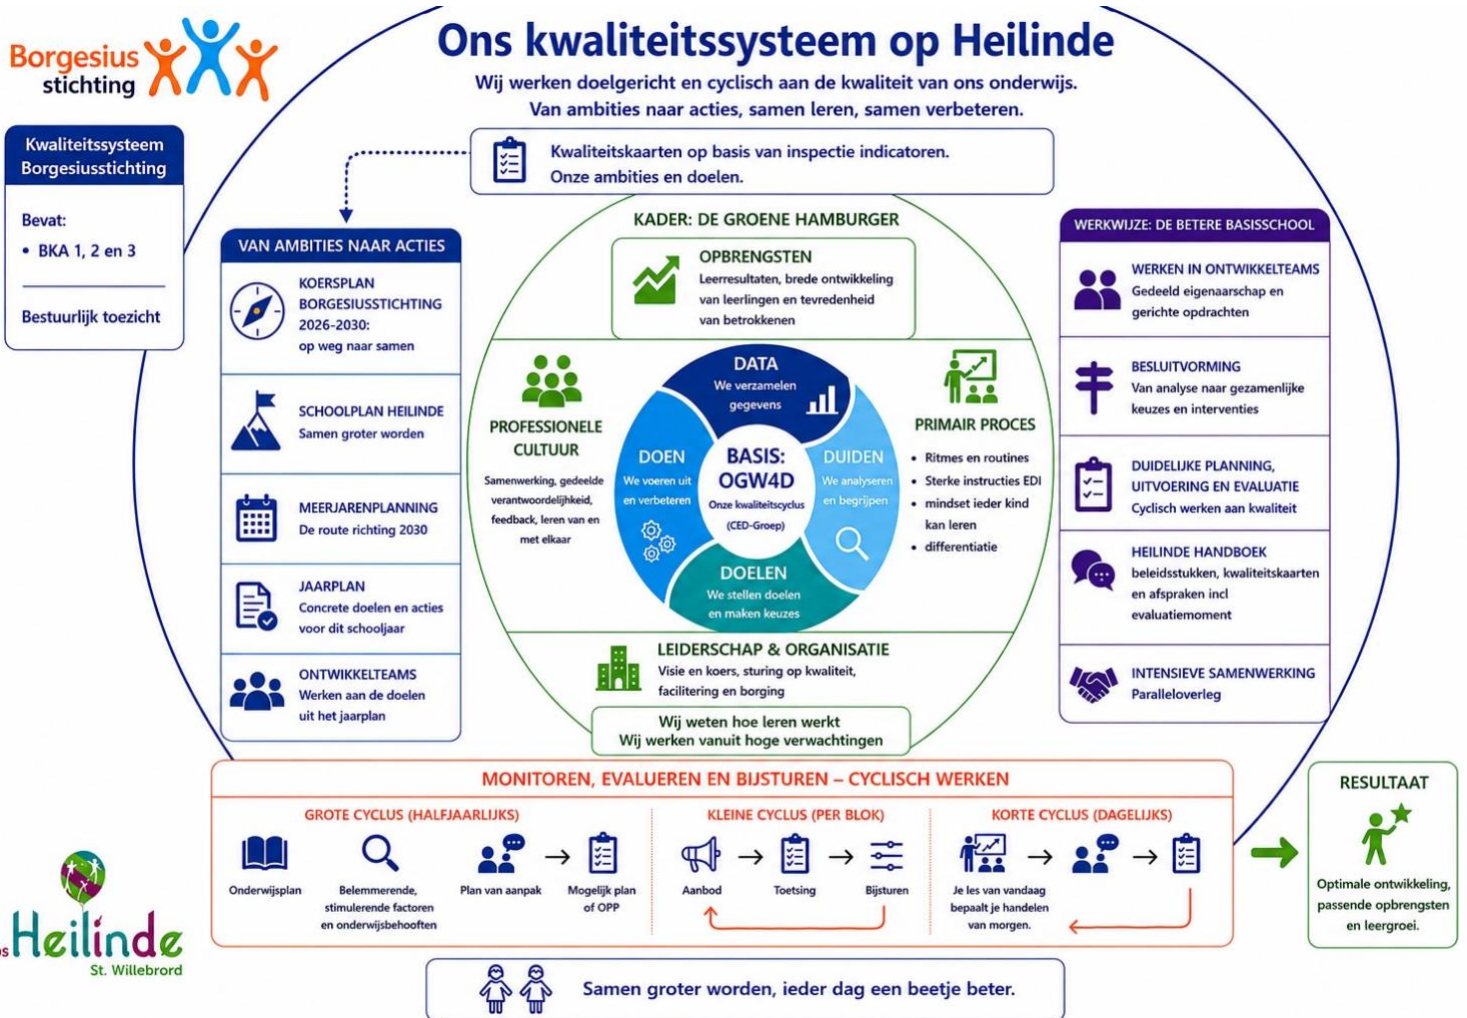 Borgesius
stichting
Ons kwaliteitssysteem op Heilinde
Wij werken doelgericht en cyclisch aan de kwaliteit van ons onderwijs.
Van ambities naar acties, samen leren, samen verbeteren.
Kwaliteitssysteem
Borgesiusstichting
Bevat:
• BKA 1, 2 en 3
Bestuurlijk toezicht
Kwaliteitskaarten op basis van inspectie indicatoren.
Onze ambities en doelen.
VAN AMBITIES NAAR ACTIES
KOERSPLAN
BORGESIUSSTICHTING
2026-2030:
op weg naar samen
SCHOOLPLAN HEILINDE
Samen groter worden
MEERJARENPLANNING
De route richting 2030
JAARPLAN
Concrete doelen en acties
voor dit schooljaar
ONTWIKKELTEAMS
Werken aan de doelen
uit het jaarplan
KADER: DE GROENE HAMBURGER
OPBRENGSTEN
Leerresultaten, brede ontwikkeling
van leerlingen en tevredenheid
van betrokkenen
PROFESSIONELE
CULTUUR
Samenwerking, gedeelde
verantwoordelijkheid,
feedback, leren van en
met elkaar
DATA
We verzamelen
gegevens
DOEN
We voeren uit
en verbeteren
BASIS:
OGW4D
Onze kwaliteitscyclus
(CED-Groep)
DUIDEN
We analyseren
en begrijpen
DOELEN
We stellen doelen
en maken keuzes
PRIMAIR PROCES
• Ritmes en routines
• Sterke instructies EDI
• mindset ieder kind
kan leren
• differentiatie
LEIDERSCHAP & ORGANISATIE
Visie en koers, sturing op kwaliteit,
facilitering en borging
Wij weten hoe leren werkt
Wij werken vanuit hoge verwachtingen
WERKWIJZE: DE BETERE BASISSCHOOL
WERKEN IN ONTWIKKELTEAMS
Gedeeld eigenaarschap en
gerichte opdrachten
BESLUITVORMING
Van analyse naar gezamenlijke
keuzes en interventies
DUIDELIJKE PLANNING,
UITVOERING EN EVALUATIE
Cyclisch werken aan kwaliteit
HEILINDE HANDBOEK
beleidsstukken, kwaliteitskaarten
en afspraken incl
evaluatiemoment
INTENSIEVE SAMENWERKING
Paralleloverleg
MONITOREN, EVALUEREN EN BIJSTUREN – CYCLISCH WERKEN
GROTE CYCLUS (HALFJAARLIJKS)
Onderwijsplan
Belemmerende,
stimulerende factoren
en onderwijsbehooften
Plan van aanpak
Mogelijk plan
of OPP
KLEINE CYCLUS (PER BLOK)
Aanbod
Toetsing
Bijsturen
KORTE CYCLUS (DAGELIJKS)
Je les van vandaag
bepaalt je handelen
van morgen.
RESULTAAT
Optimale ontwikkeling,
passende opbrengsten
en leergroei.
Heilinde
St. Willebrord
Samen groter worden, ieder dag een beetje beter.